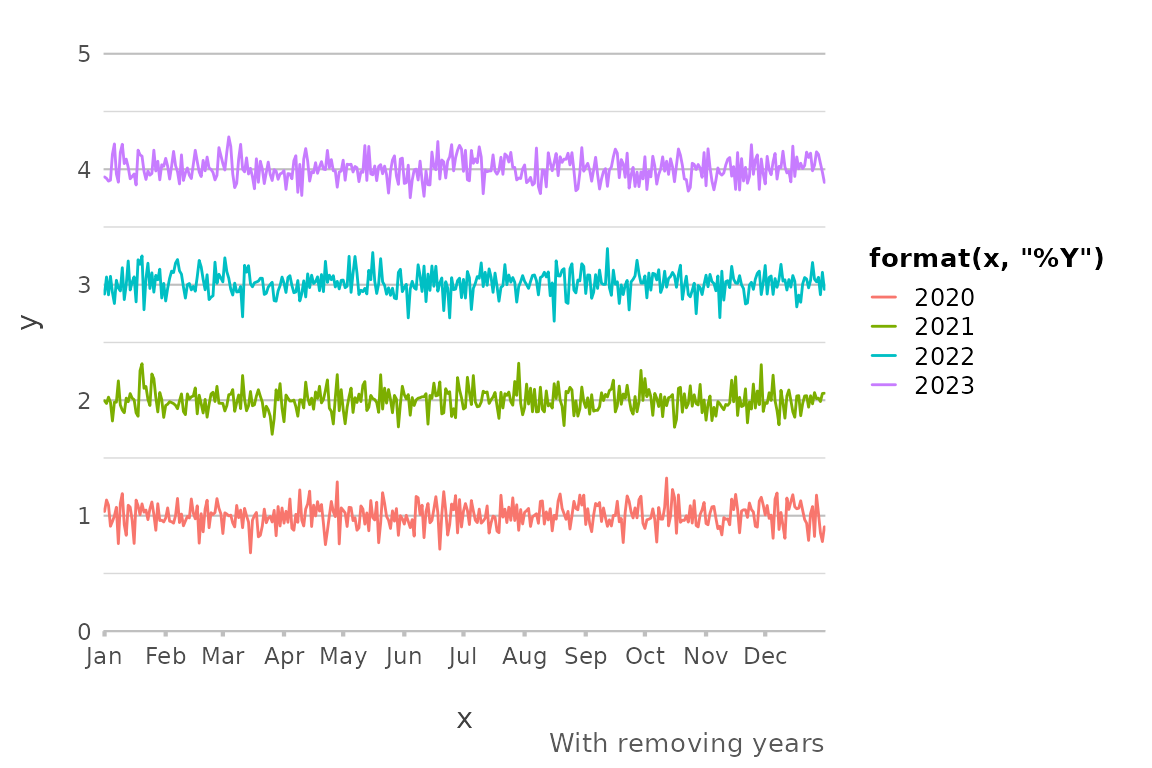 5
4
3
2
1
0
y
Jan Feb Mar Apr May Jun Jul Aug Sep Oct Nov Dec
x
With removing years
format(x, "%Y")
2020
2021
2022
2023